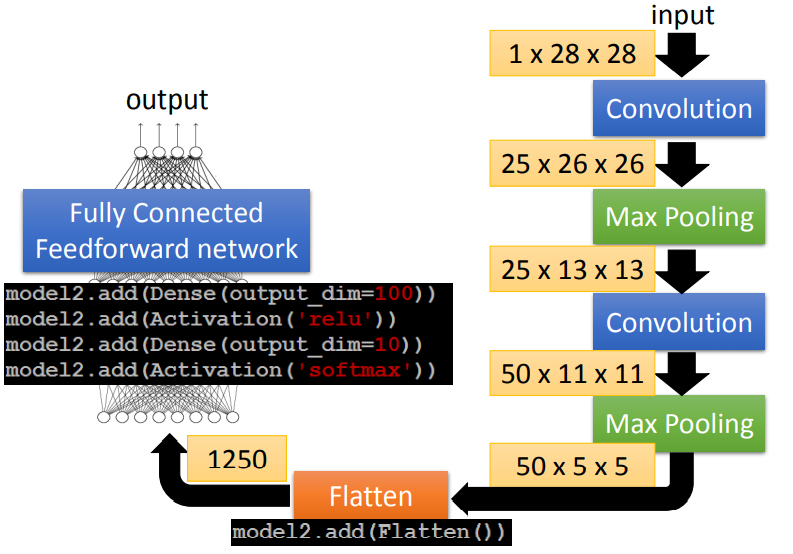 input
1 x 28 x 28
Convolution
25 x 26 x 26
Max Pooling
25 x 13 x 13
Convolution
50 x 11 x 11
Max Pooling
50 x 5 x 5
Flatten
model2.add(Flatten())
1250
output
Fully Connected
Feedforward network
model2.add(Dense(output_dim=100))
model2.add(Activation('relu'))
model2.add(Dense(output_dim=10))
model2.add(Activation('softmax'))